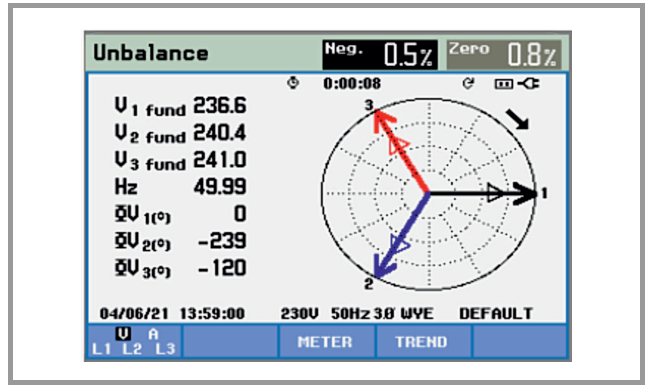 Unbalance Neg. 0.5% Zero 0.8%
0:00:08
V1 fund 236.6
V2 fund 240.4
V3 fund 241.0
Hz 49.99
ΦV1(°) 0
ΦV2(°) -239
ΦV3(°) -120
3
1
2
04/06/21 13:59:00 230V 50Hz 3.Ø WYE DEFAULT
V A
L1 L2 L3
METER TREND